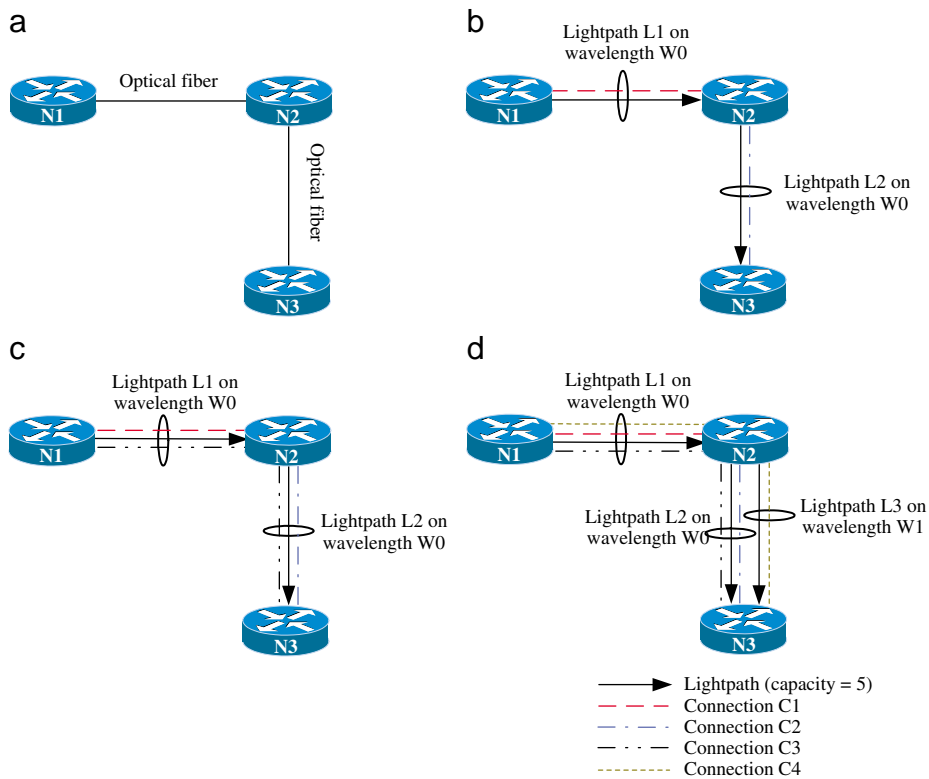 a
Optical fiber
N1
N2
Optical fiber
N3
b
Lightpath L1 on
wavelength W0
N1
N2
Lightpath L2 on
wavelength W0
N3
c
Lightpath L1 on
wavelength W0
N1
N2
Lightpath L2 on
wavelength W0
N3
d
Lightpath L1 on
wavelength W0
N1
N2
Lightpath L2 on
wavelength W0
Lightpath L3 on
wavelength W1
N3
Lightpath (capacity = 5)
Connection C1
Connection C2
Connection C3
Connection C4